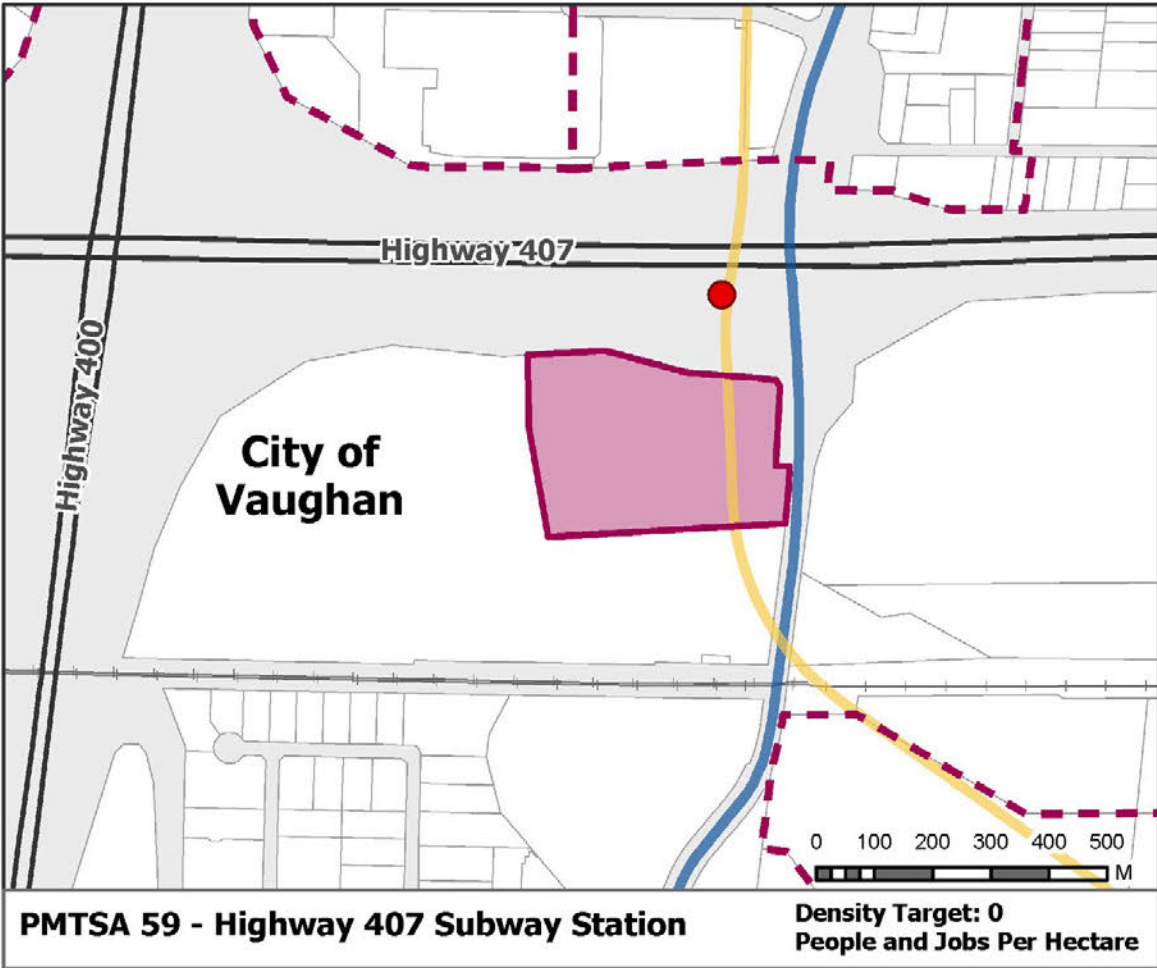 Highway 407
Highway 400
City of
Vaughan
0 100 200 300 400 500
M
PMTSA 59 - Highway 407 Subway Station
Density Target: 0
People and Jobs Per Hectare